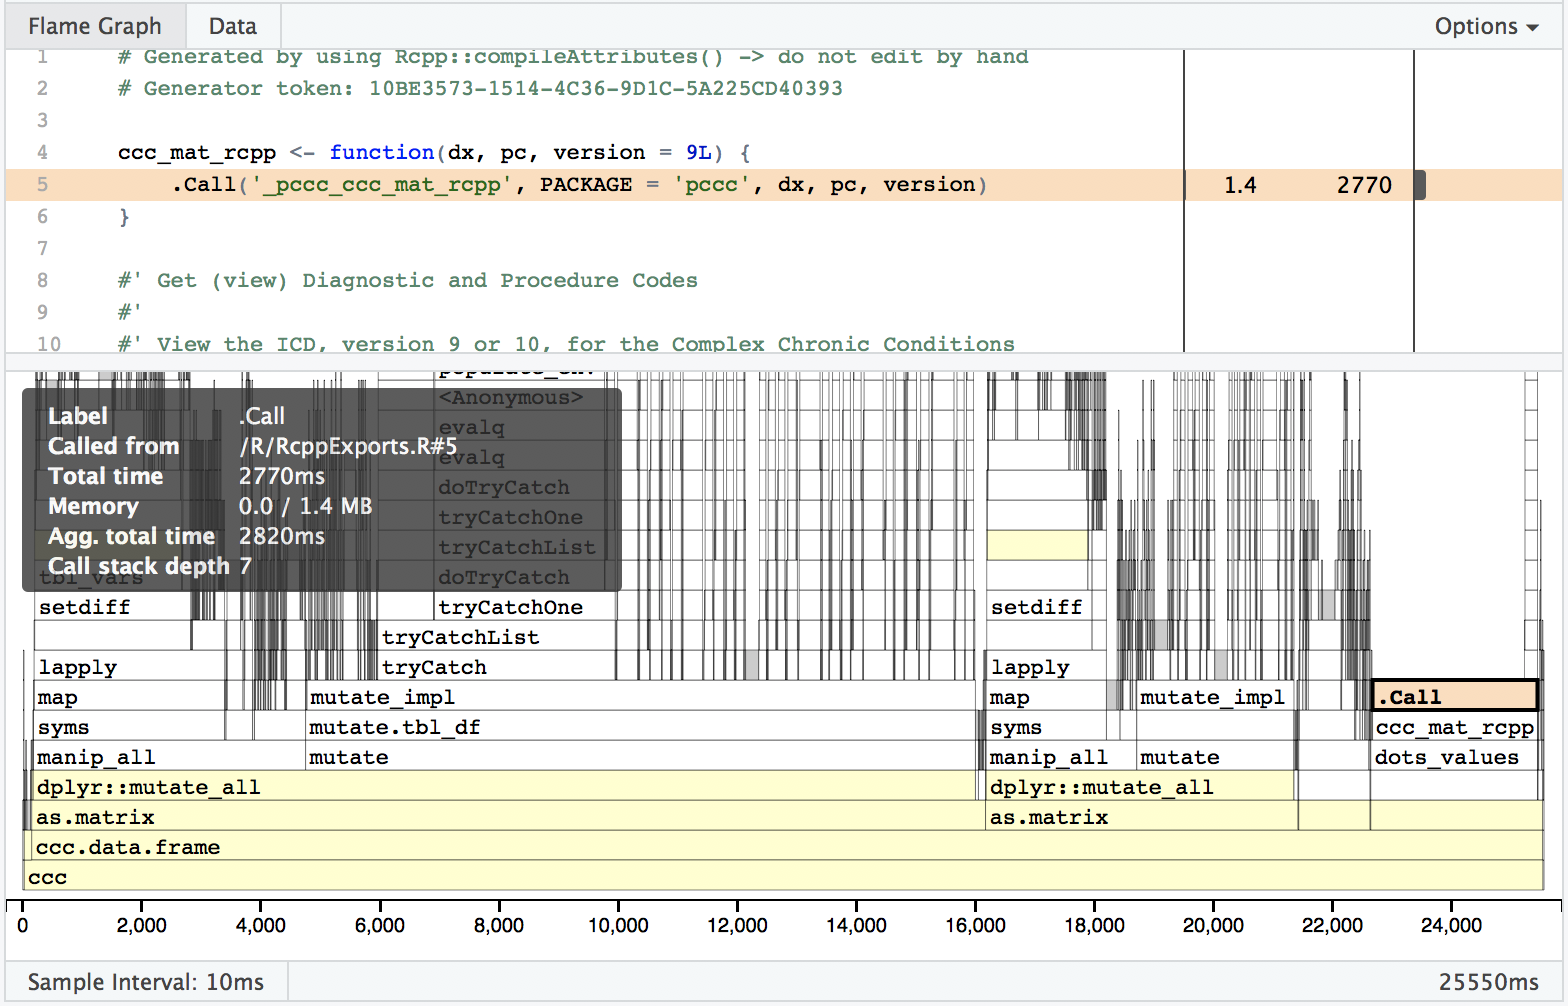 Flame Graph Data Options
1 # Generated by using Rcpp::compileAttributes() -> do not edit by hand
2 # Generator token: 10BE3573-1514-4C36-9D1C-5A225CD40393
3
4 ccc_mat_rcpp <- function(dx, pc, version = 9L) {
5 .Call('_pccc_ccc_mat_rcpp', PACKAGE = 'pccc', dx, pc, version) 1.4 2770
6 }
7
8 #' Get (view) Diagnostic and Procedure Codes
9 #'
10 #' View the ICD, version 9 or 10, for the Complex Chronic Conditions
<Anonymous>
Label .Call
evalq
Called from /R/RcppExports.R#5
evalq
Total time 2770ms
doTryCatch
Memory 0.0 / 1.4 MB
tryCatchOne
Agg. total time 2820ms
tryCatchList
Call stack depth 7
tbl_vars doTryCatch
setdiff tryCatchOne setdiff
tryCatchList
lapply tryCatch lapply
map mutate_impl map mutate_impl .Call
syms mutate.tbl_df syms ccc_mat_rcpp
manip_all mutate manip_all mutate dots_values
dplyr::mutate_all dplyr::mutate_all
as.matrix as.matrix
ccc.data.frame
ccc
0 2,000 4,000 6,000 8,000 10,000 12,000 14,000 16,000 18,000 20,000 22,000 24,000
Sample Interval: 10ms 25550ms